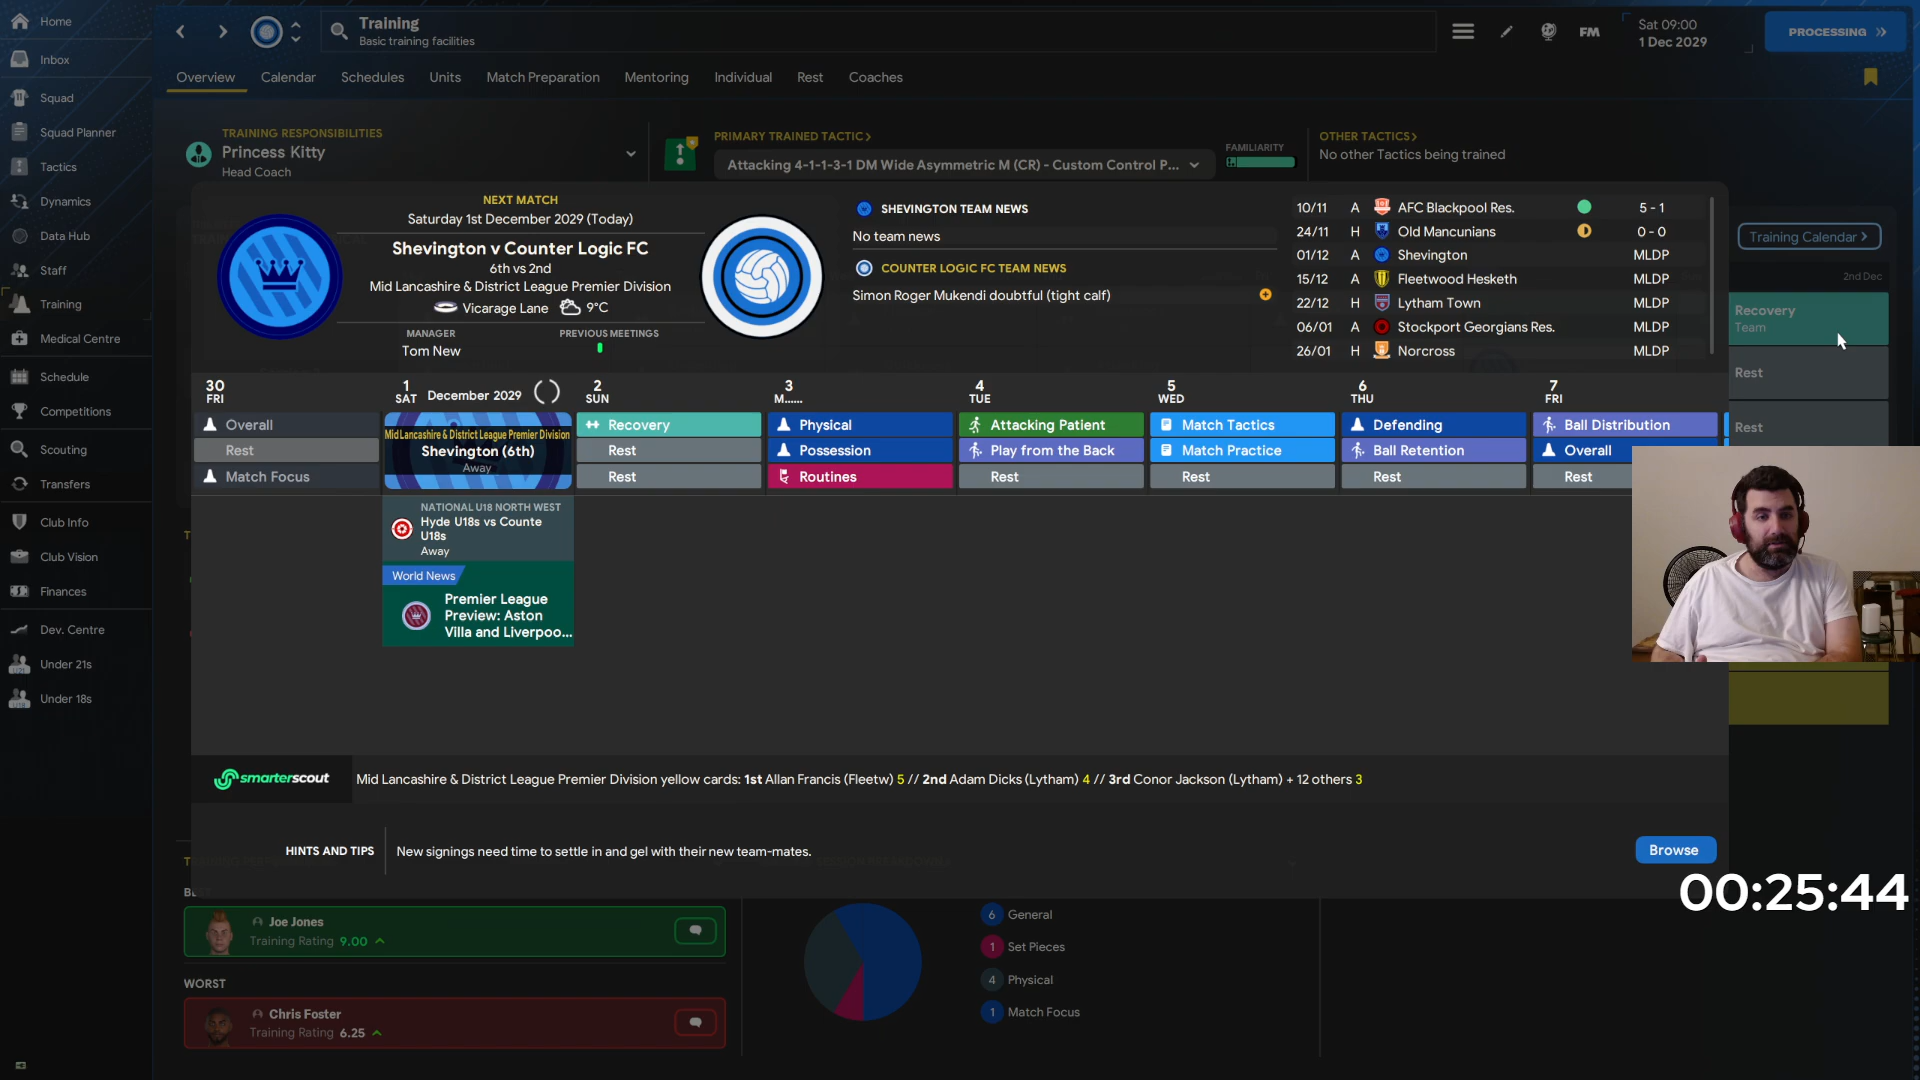 Home
Inbox
Squad
Squad Planner
Tactics
Dynamics
Data Hub
Staff
Training
Medical Centre
Schedule
Competitions
Scouting
Transfers
Club Info
Club Vision
Finances
Dev. Centre
Under 21s
Under 18s
Training
Basic training facilities
FM
Sat 09:00
1 Dec 2029
PROCESSING
Overview
Calendar
Schedules
Units
Match Preparation
Mentoring
Individual
Rest
Coaches
TRAINING RESPONSIBILITIES
Princess Kitty
Head Coach
PRIMARY TRAINED TACTIC
Attacking 4-1-1-3-1 DM Wide Asymmetric M (CR) - Custom Control P...
FAMILIARITY
OTHER TACTICS
No other Tactics being trained
NEXT MATCH
Saturday 1st December 2029 (Today)
Shevington v Counter Logic FC
6th vs 2nd
Mid Lancashire & District League Premier Division
Vicarage Lane 9°C
MANAGER
Tom New
PREVIOUS MEETINGS
SHEVINGTON TEAM NEWS
No team news
COUNTER LOGIC FC TEAM NEWS
Simon Roger Mukendi doubtful (tight calf)
10/11 A AFC Blackpool Res. 5 - 1
24/11 H Old Mancunians 0 - 0
01/12 A Shevington MLDP
15/12 A Fleetwood Hesketh MLDP
22/12 H Lytham Town MLDP
06/01 A Stockport Georgians Res. MLDP
26/01 H Norcross MLDP
Training Calendar
2nd Dec
Recovery
Team
Rest
Rest
30
FRI
Overall
Rest
Match Focus
1
SAT
December 2029
Mid Lancashire & District League Premier Division
Shevington (6th)
Away
NATIONAL U18 NORTH WEST
Hyde U18s vs Counte
U18s
Away
World News
Premier League
Preview: Aston
Villa and Liverpoo...
2
SUN
Recovery
Rest
Rest
3
M......
Physical
Possession
Routines
4
TUE
Attacking Patient
Play from the Back
Rest
5
WED
Match Tactics
Match Practice
Rest
6
THU
Defending
Ball Retention
Rest
7
FRI
Ball Distribution
Overall
Rest
smarterscout
Mid Lancashire & District League Premier Division yellow cards: 1st Allan Francis (Fleetw) 5 // 2nd Adam Dicks (Lytham) 4 // 3rd Conor Jackson (Lytham) + 12 others 3
HINTS AND TIPS
New signings need time to settle in and gel with their new team-mates.
Browse
00:25:44
Joe Jones
Training Rating 9.00
WORST
Chris Foster
Training Rating 6.25
6 General
1 Set Pieces
4 Physical
1 Match Focus